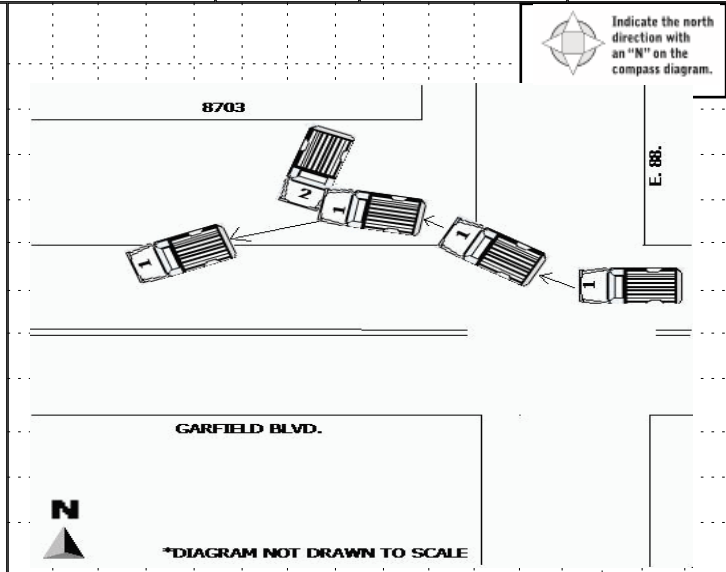 Indicate the north
direction with
an “N” on the
compass diagram.
8703
E. 88.
2
1
1
1
1
GARFIELD BLVD.
N
*DIAGRAM NOT DRAWN TO SCALE